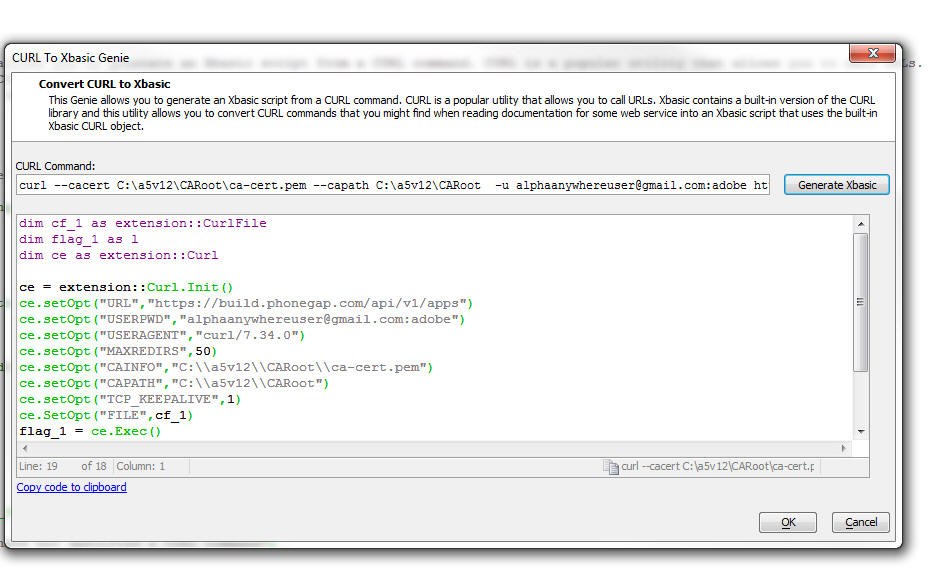 CURL To Xbasic Genie
Convert CURL to Xbasic
This Genie allows you to generate an Xbasic script from a CURL command. CURL is a popular utility that allows you to call URLs. Xbasic contains a built-in version of the CURL
library and this utility allows you to convert CURL commands that you might find when reading documentation for some web service into an Xbasic script that uses the built-in
Xbasic CURL object.
CURL Command:
curl --cacert C:\a5v12\CARoot\ca-cert.pem --capath C:\a5v12\CARoot  -u alphaanywhereuser@gmail.com:adobe ht
Generate Xbasic
dim cf_1 as extension::CurlFile
dim flag_1 as l
dim ce as extension::Curl
ce = extension::Curl.Init()
ce.setOpt("URL","https://build.phonegap.com/api/v1/apps")
ce.setOpt("USERPWD","alphaanywhereuser@gmail.com:adobe")
ce.setOpt("USERAGENT","curl/7.34.0")
ce.setOpt("MAXREDIRS",50)
ce.setOpt("CAINFO","C:\\a5v12\\CARoot\\ca-cert.pem")
ce.setOpt("CAPATH","C:\\a5v12\\CARoot")
ce.setOpt("TCP_KEEPALIVE",1)
ce.SetOpt("FILE",cf_1)
flag_1 = ce.Exec()
Line: 19 of 18 Column: 1 curl --cacert C:\a5v12\CARoot\ca-cert.p
Copy code to clipboard
OK Cancel